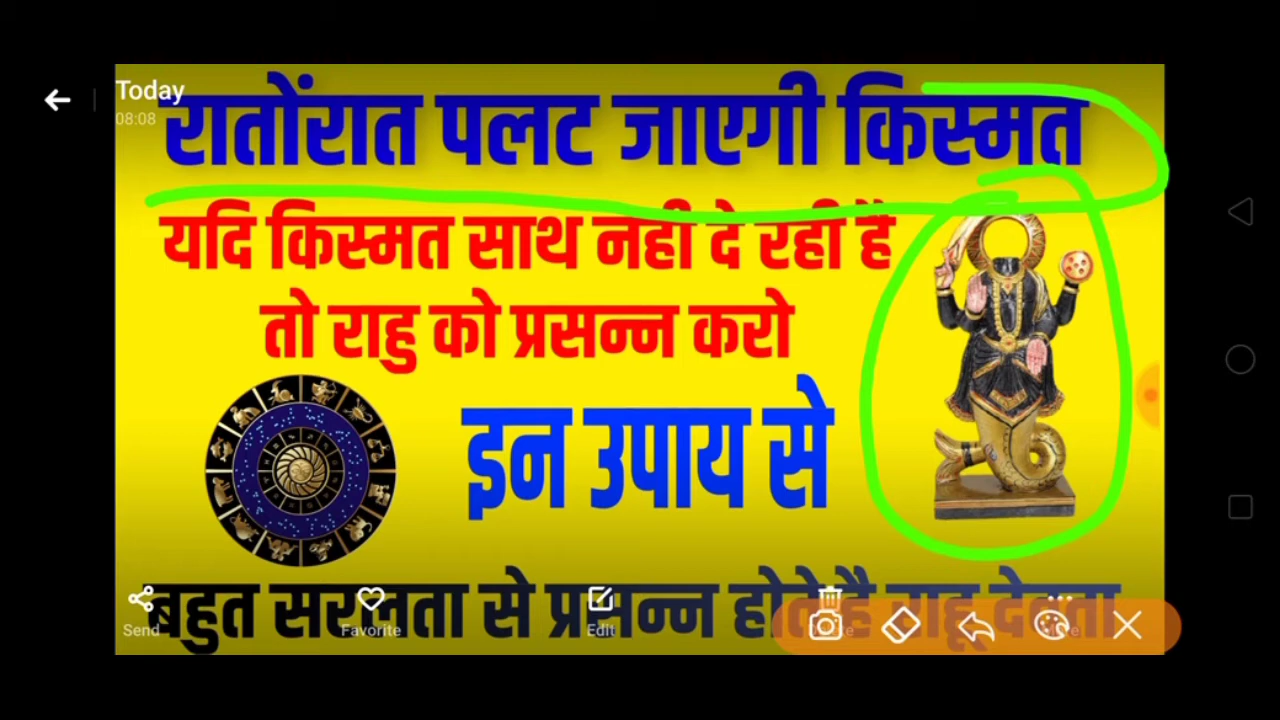 Today
08:08
रातोंरात पलट जाएगी किस्मत
यदि किस्मत साथ नही दे रही है
तो राहु को प्रसन्न करो
इन उपाय से
बहुत सरलता से प्रसन्न होते है राहू देवता
Send
Favorite
Edit